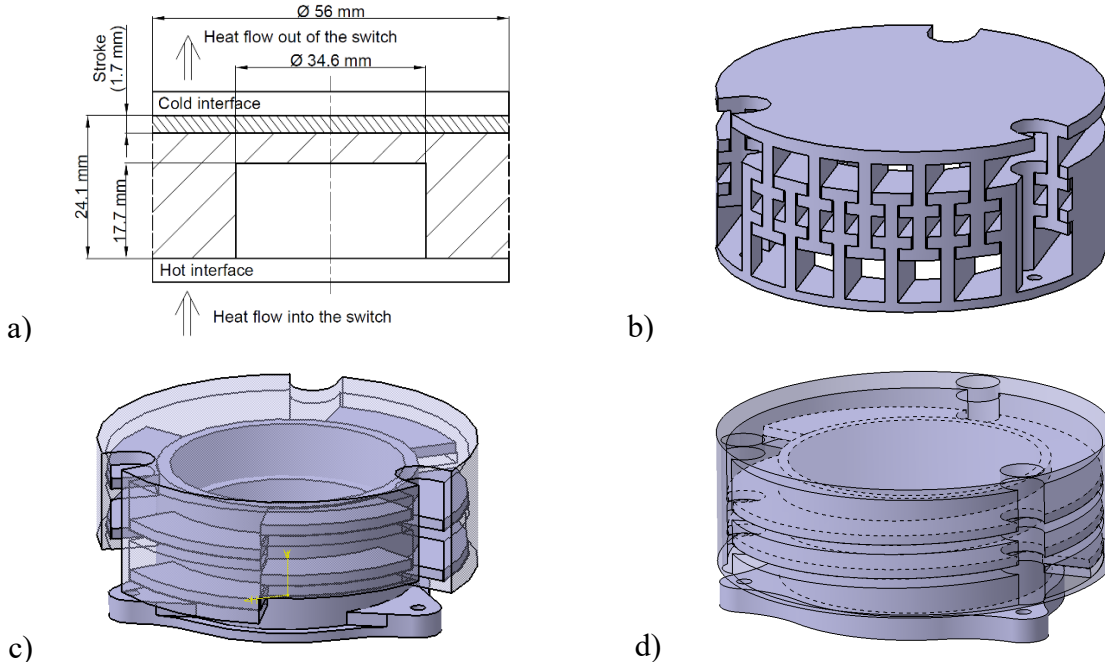 Ø 56 mm
Heat flow out of the switch
Stroke
(1.7 mm)
Ø 34.6 mm
Cold interface
24.1 mm
17.7 mm
Hot interface
Heat flow into the switch
a)
b)
c)
d)